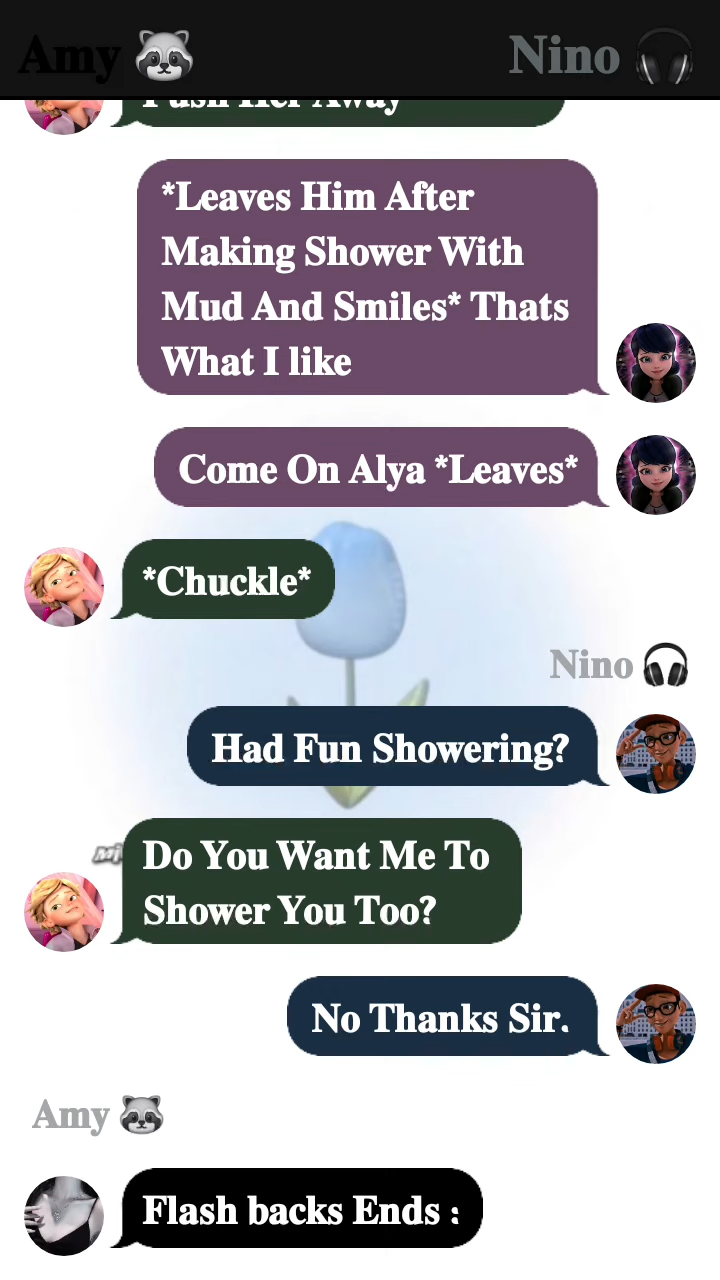 Amy 🦝 Nino 🎧
Push Her Away
*Leaves Him After
Making Shower With
Mud And Smiles* Thats
What I like
Come On Alya *Leaves*
*Chuckle*
Nino 🎧
Had Fun Showering?
Do You Want Me To
Shower You Too?
No Thanks Sir.
Amy 🦝
Flash backs Ends :